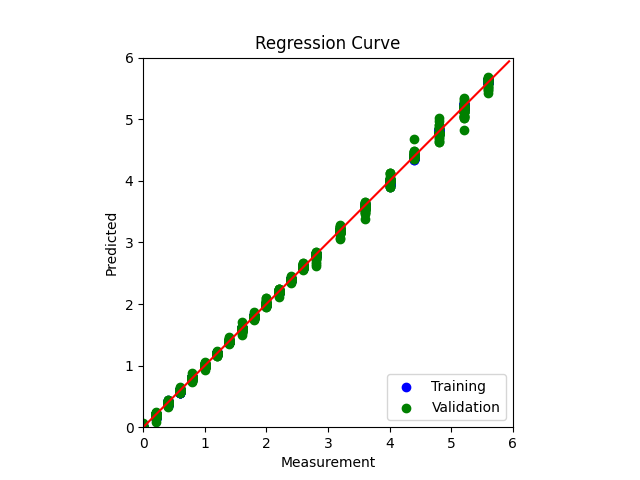 Regression Curve
6
5
4
3
2
1
0
Predicted
Training
Validation
0 1 2 3 4 5 6
Measurement